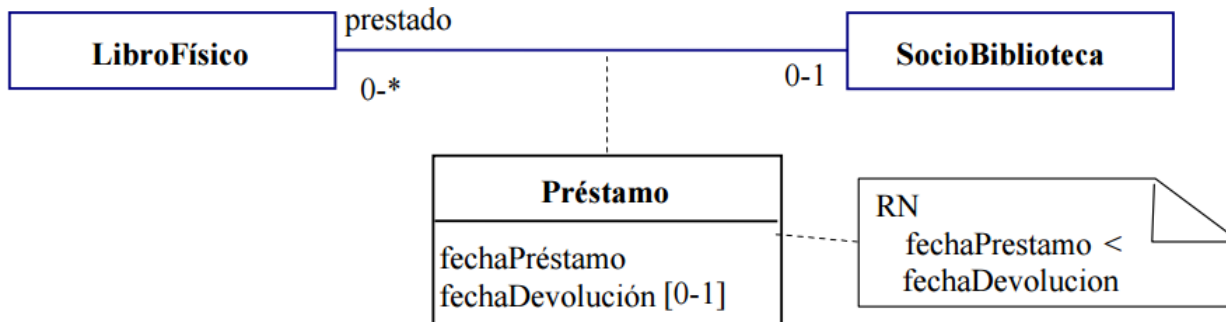 prestado
LibroFísico
SocioBiblioteca
0-*
0-1
Préstamo
fechaPréstamo
fechaDevolución [0-1]
RN
fechaPrestamo <
fechaDevolucion